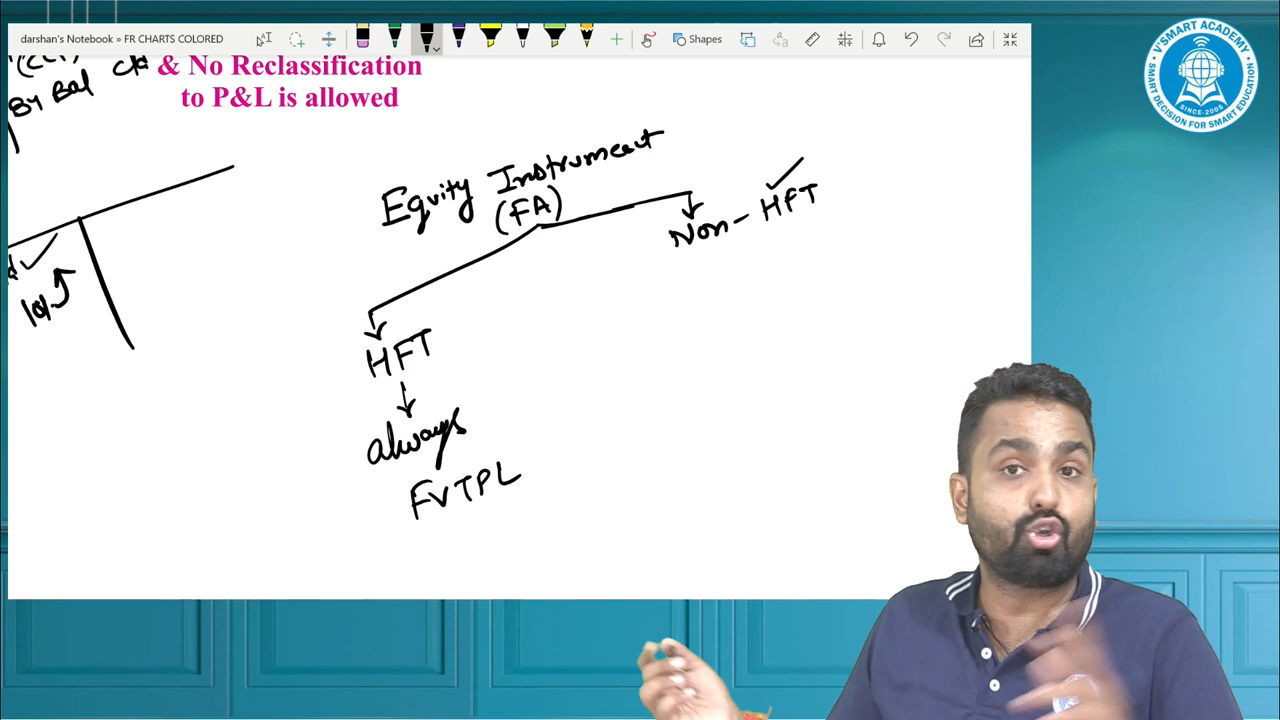 darshan's Notebook » FR CHARTS COLORED
Shapes
By Bal
& No Reclassification
to P&L is allowed
Equity Instrument
(FA)
Non - HFT
HFT
always
FVTPL
V'SMART ACADEMY
SMART DECISION FOR SMART EDUCATION
SINCE-2005